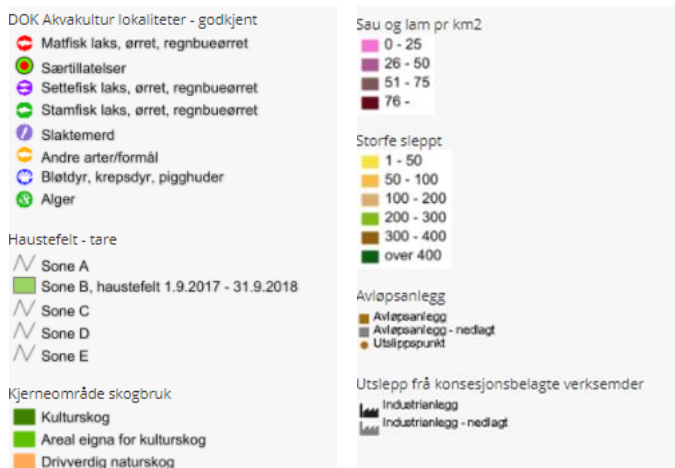 DOK Akvakultur lokaliteter - godkjent
Matfisk laks, ørret, regnbueørret
Særtillatelser
Settefisk laks, ørret, regnbueørret
Stamfisk laks, ørret, regnbueørret
Slaktemerd
Andre arter/formål
Bløtdyr, krepsdyr, pigghuder
Alger
Haustefelt - tare
Sone A
Sone B, haustefelt 1.9.2017 - 31.9.2018
Sone C
Sone D
Sone E
Kjerneområde skogbruk
Kulturskog
Areal eigna for kulturskog
Drivverdig naturskog
Sau og lam pr km2
0 - 25
26 - 50
51 - 75
76 -
Storfe sleppt
1 - 50
50 - 100
100 - 200
200 - 300
300 - 400
over 400
Avløpsanlegg
Avløpsanlegg
Avløpsanlegg - nedlagt
Utslippspunkt
Utslepp frå konsesjonsbelagte verksemder
Industrianlegg
Industrianlegg - nedlagt